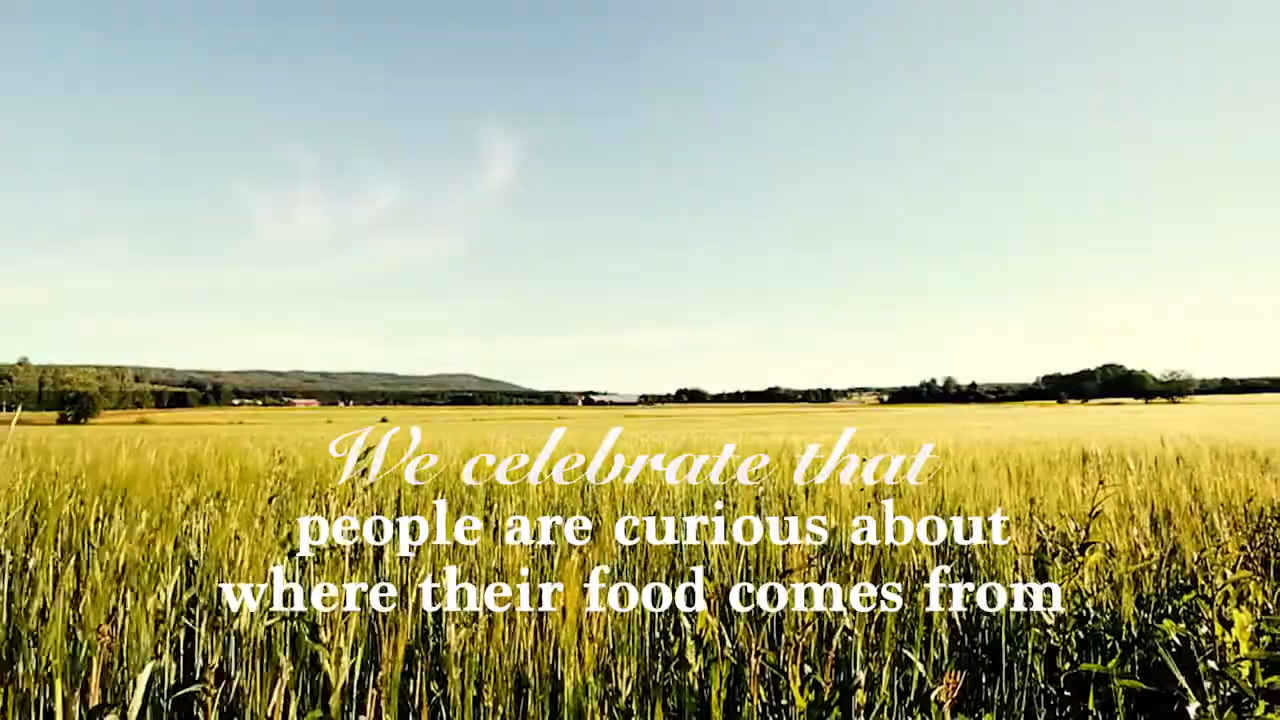 We celebrate that
people are curious about
where their food comes from